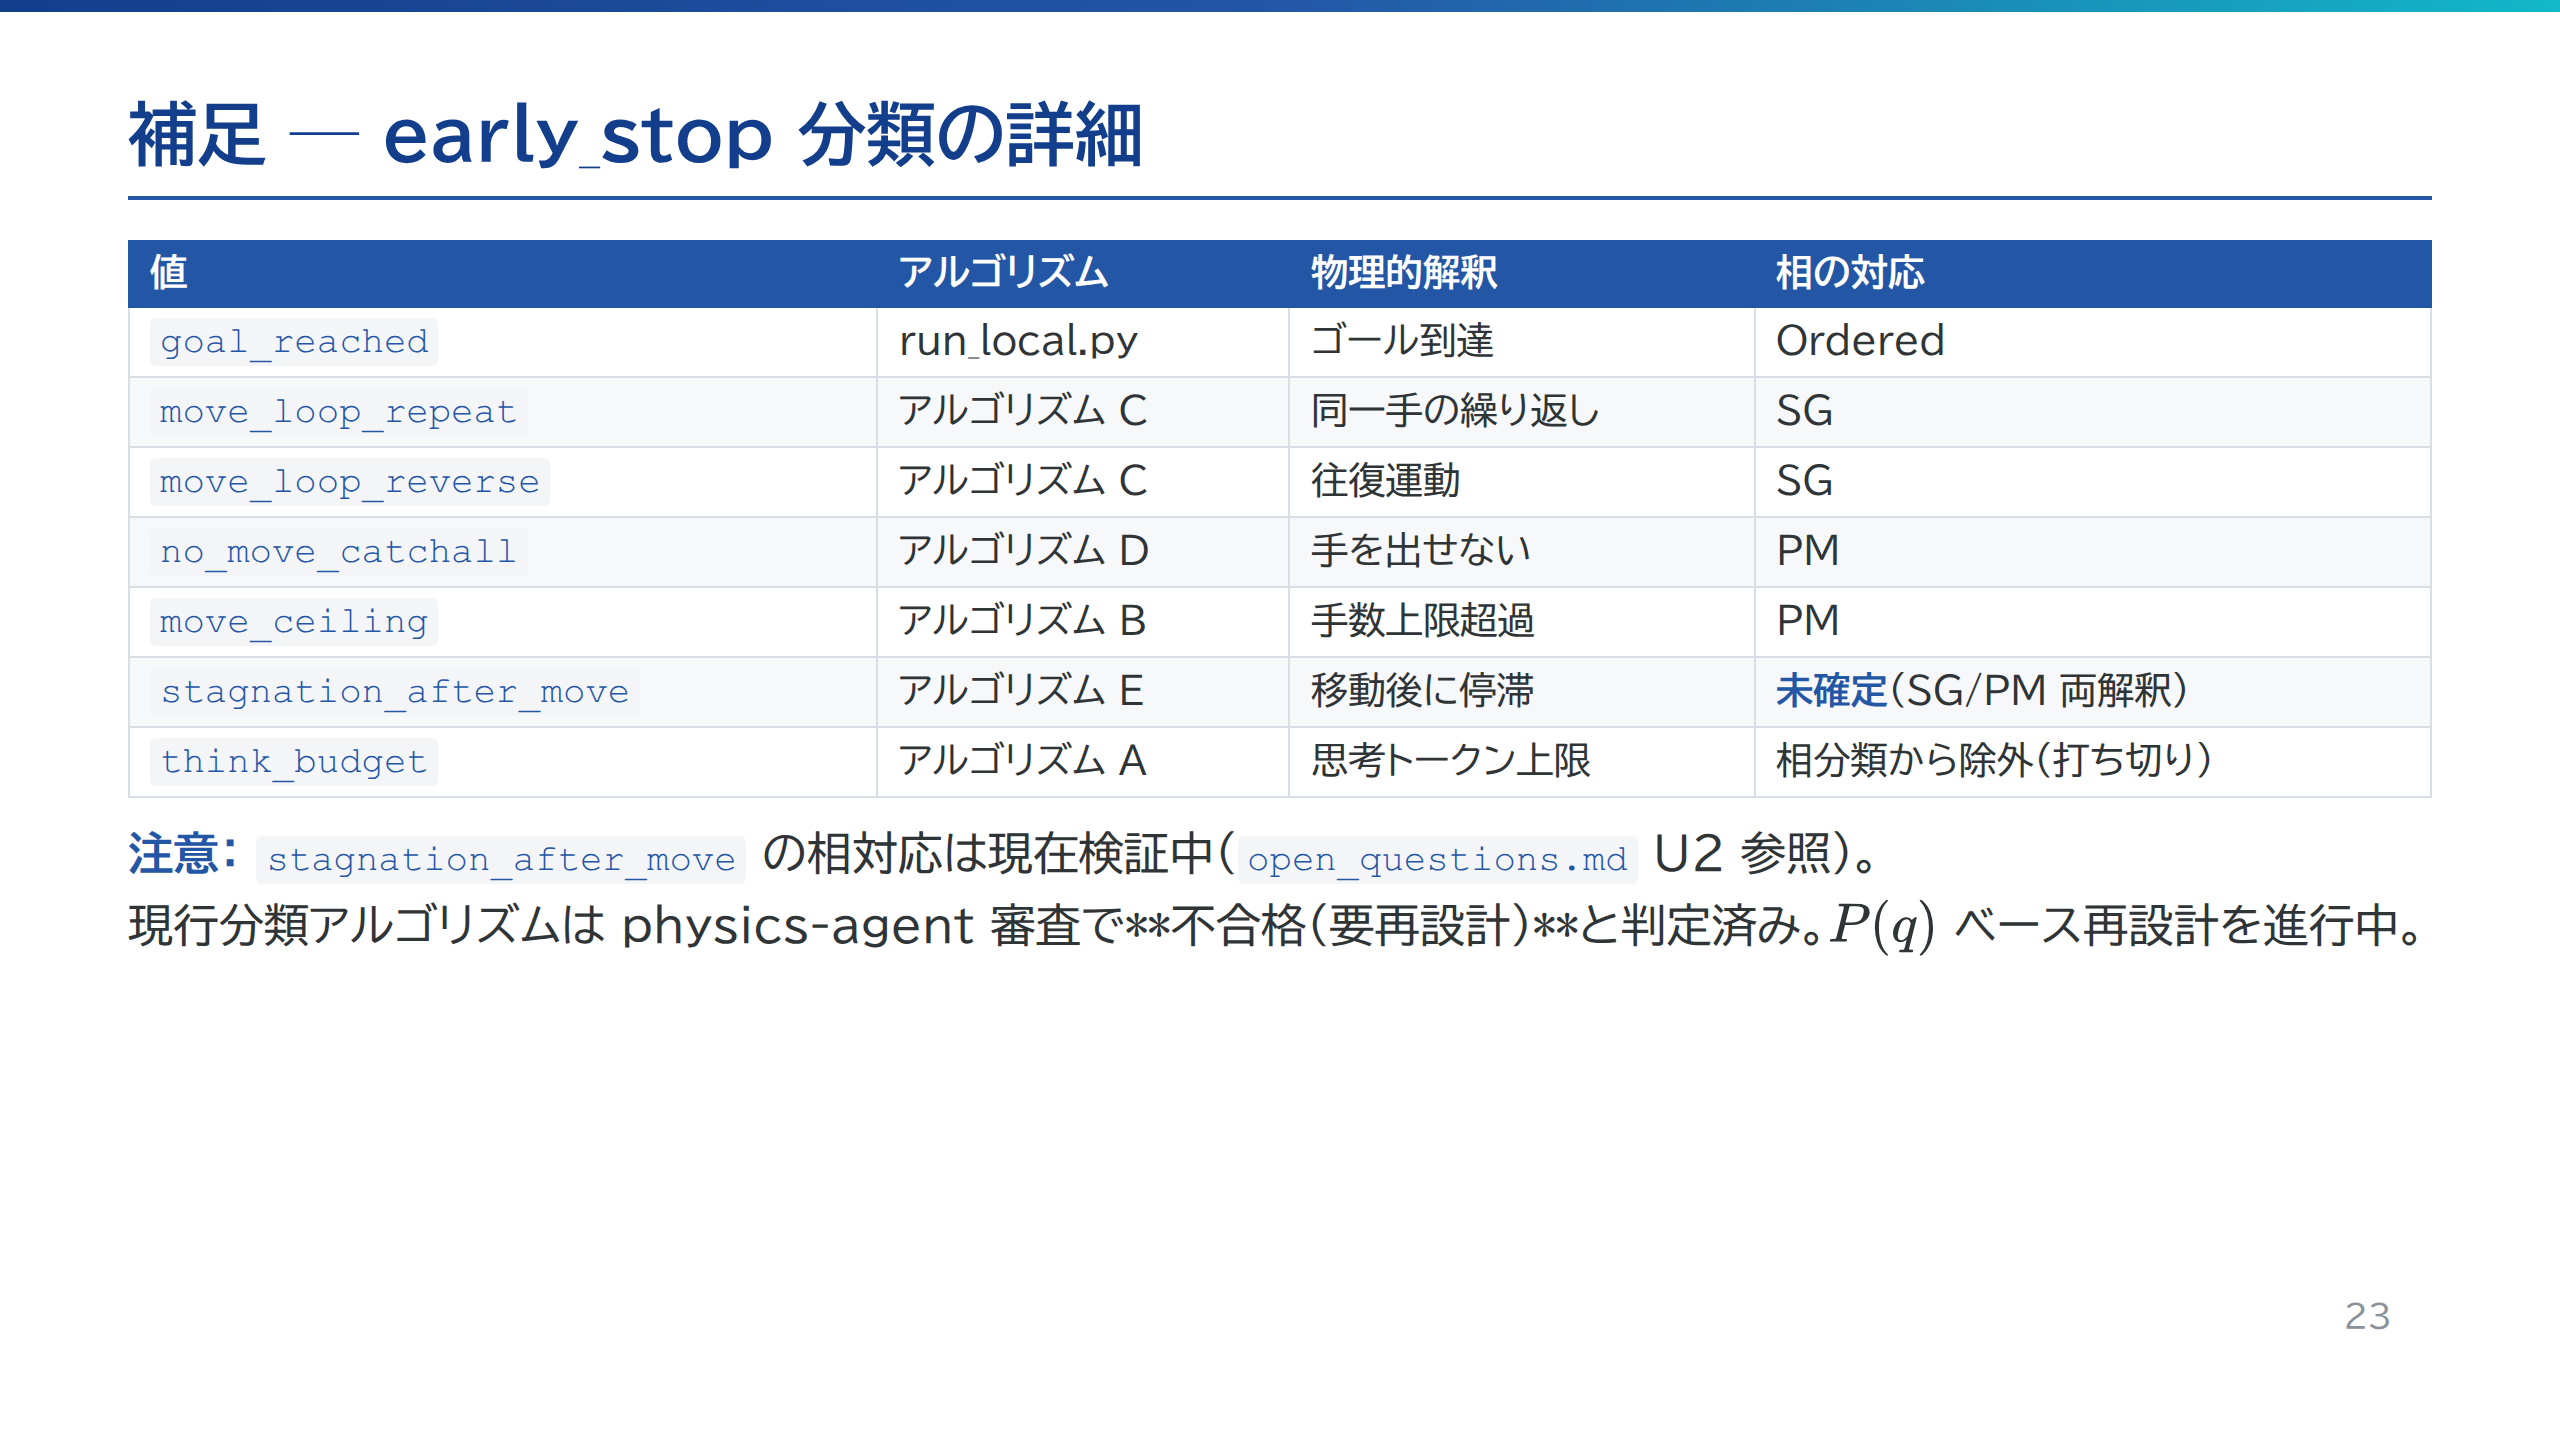 補足 — early_stop 分類の詳細
値 アルゴリズム 物理的解釈 相の対応
goal_reached run_local.py ゴール到達 Ordered
move_loop_repeat アルゴリズム C 同一手の繰り返し SG
move_loop_reverse アルゴリズム C 往復運動 SG
no_move_catchall アルゴリズム D 手を出せない PM
move_ceiling アルゴリズム B 手数上限超過 PM
stagnation_after_move アルゴリズム E 移動後に停滞 未確定(SG/PM 両解釈)
think_budget アルゴリズム A 思考トークン上限 相分類から除外(打ち切り)
注意: stagnation_after_move の相対応は現在検証中(open_questions.md U2 参照)。
現行分類アルゴリズムは physics-agent 審査で**不合格(要再設計)**と判定済み。P(q) ベース再設計を進行中。
23